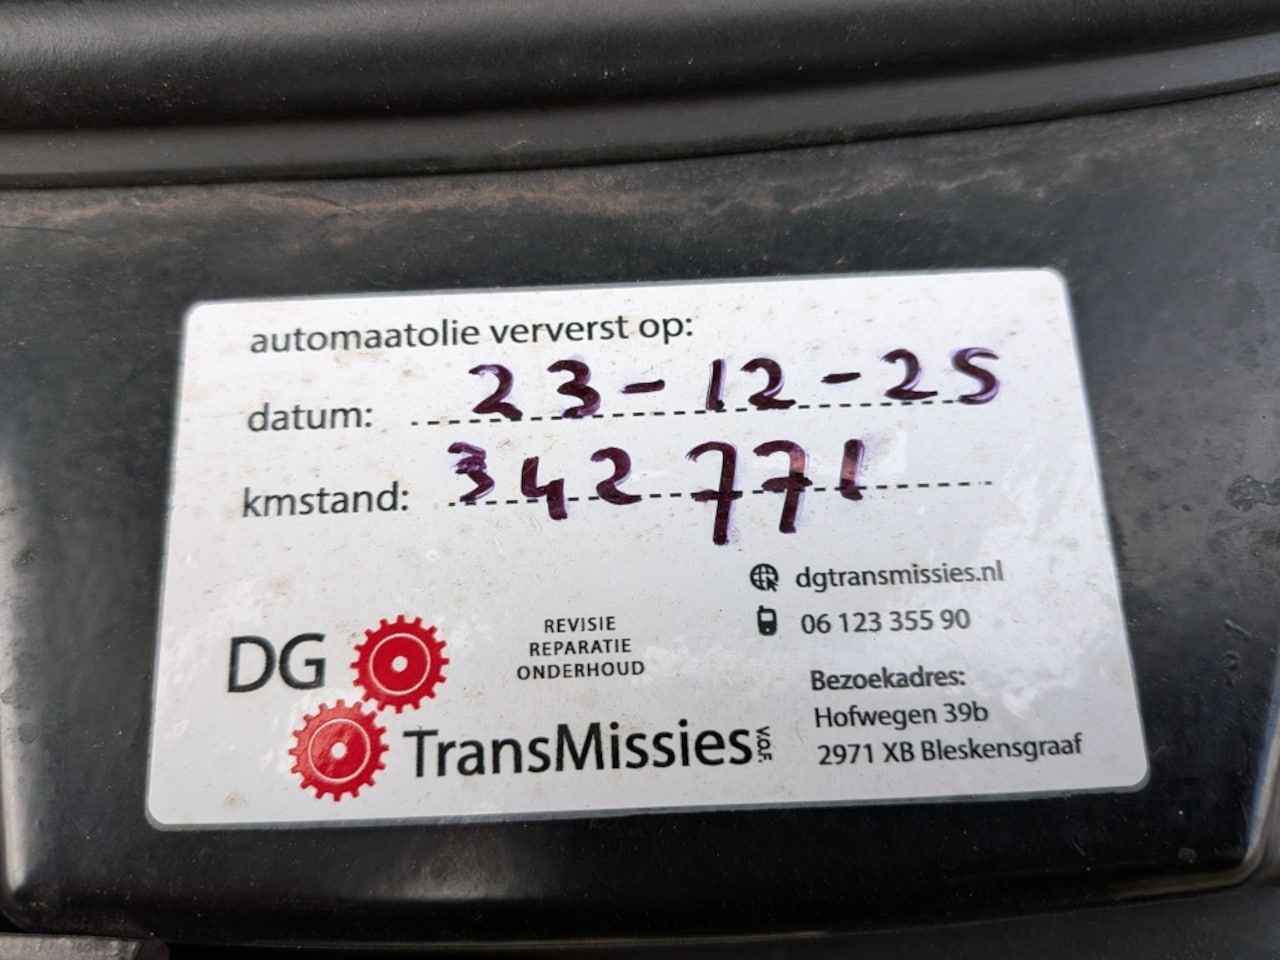 automaatolie ververst op:
datum: 23-12-25
kmstand: 342771
dgtransmissies.nl
06 123 355 90
REVISIE
REPARATIE
ONDERHOUD
DG
TransMissies V.O.F.
Bezoekadres:
Hofwegen 39b
2971 XB Bleskensgraaf